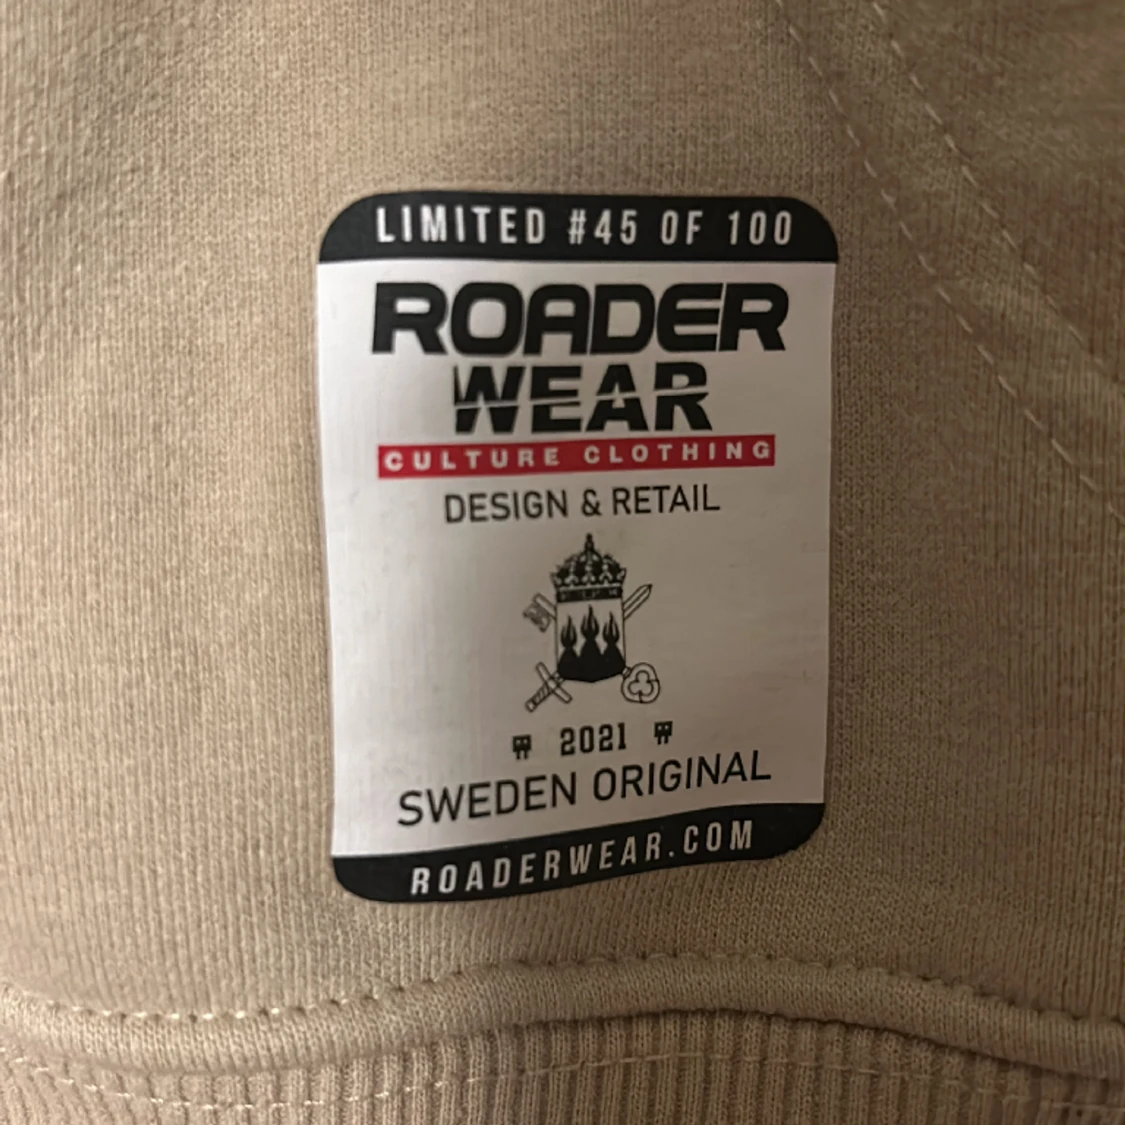 LIMITED #45 OF 100
ROADER
WEAR
CULTURE CLOTHING
DESIGN & RETAIL
2021
SWEDEN ORIGINAL
ROADERWEAR.COM